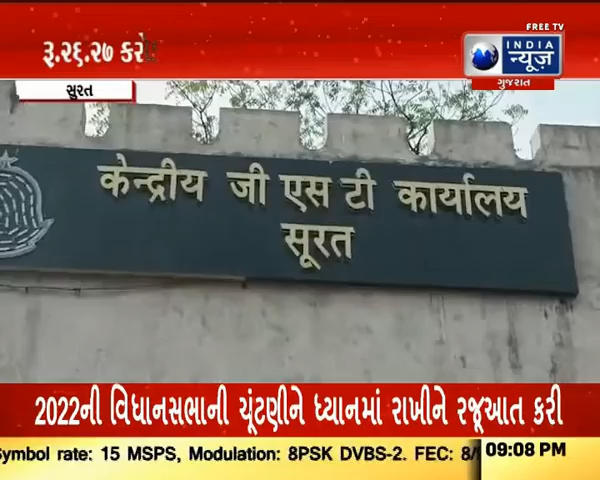 FREE TV
રૂ.૨૬.૨૭
INDIA
ન્યૂઝ
ગુજરાત
સુરત
केन्द्रीय जी एस टी कार्यालय
सूरत
2022ની વિધાનસભાની ચૂંટણીને ધ્યાનમાં રાખીને રજૂઆત કરી
Symbol rate: 15 MSPS, Modulation: 8PSK DVBS-2. FEC:
09:08 PM